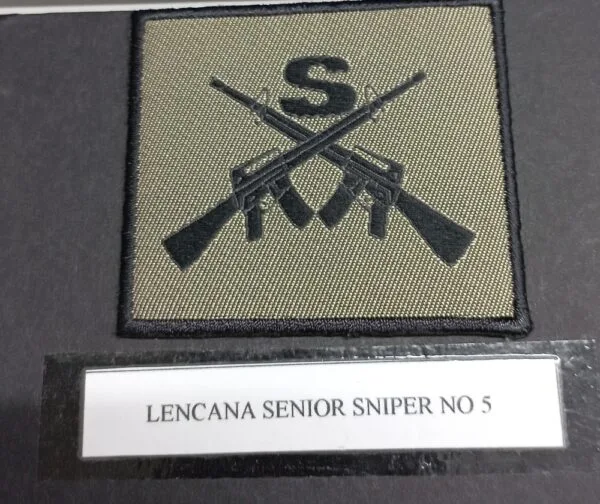 S
LENCANA SENIOR SNIPER NO 5